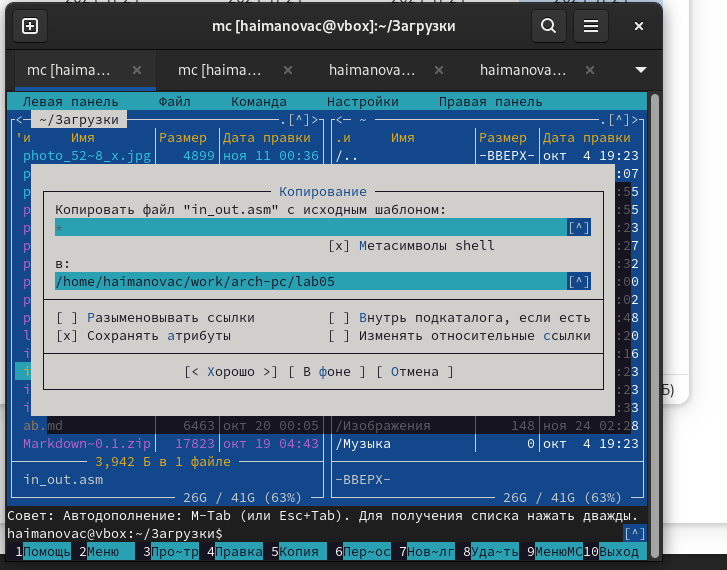 mc [haimanovac@vbox]:~/Загрузки
mc [haima… mc [haima… haimanova… haimanova…
Левая панель Файл Команда Настройки Правая панель
~/Загрузки .[^]> <─ ~ .[^]>
'и Имя Размер Дата правки .и Имя Размер Дата правки
photo_52~8_x.jpg 4899 ноя 11 00:36 /.. -ВВЕРХ- окт 4 19:23
Копирование
Копировать файл "in_out.asm" с исходным шаблоном:
* [^]
[x] Метасимволы shell
в:
/home/haimanovac/work/arch-pc/lab05 [^]
[ ] Разыменовывать ссылки [ ] Внутрь подкаталога, если есть
[x] Сохранять атрибуты [ ] Изменять относительные ссылки
[< Хорошо >] [ В фоне ] [ Отмена ]
ab.md 6463 окт 20 00:05 /Изображения 148 ноя 24 02:28
Markdown~0.1.zip 17823 окт 19 04:43 /Музыка 0 окт 4 19:23
3,942 Б в 1 файле
in_out.asm -ВВЕРХ-
26G / 41G (63%) 26G / 41G (63%)
Совет: Автодополнение: M-Tab (или Esc+Tab). Для получения списка нажать дважды.
haimanovac@vbox:~/Загрузки$ [^]
1Помощь 2Меню 3Про~тр 4Правка 5Копия 6Пер~ос 7Нов~лг 8Уда~ть 9МенюМС 10Выход